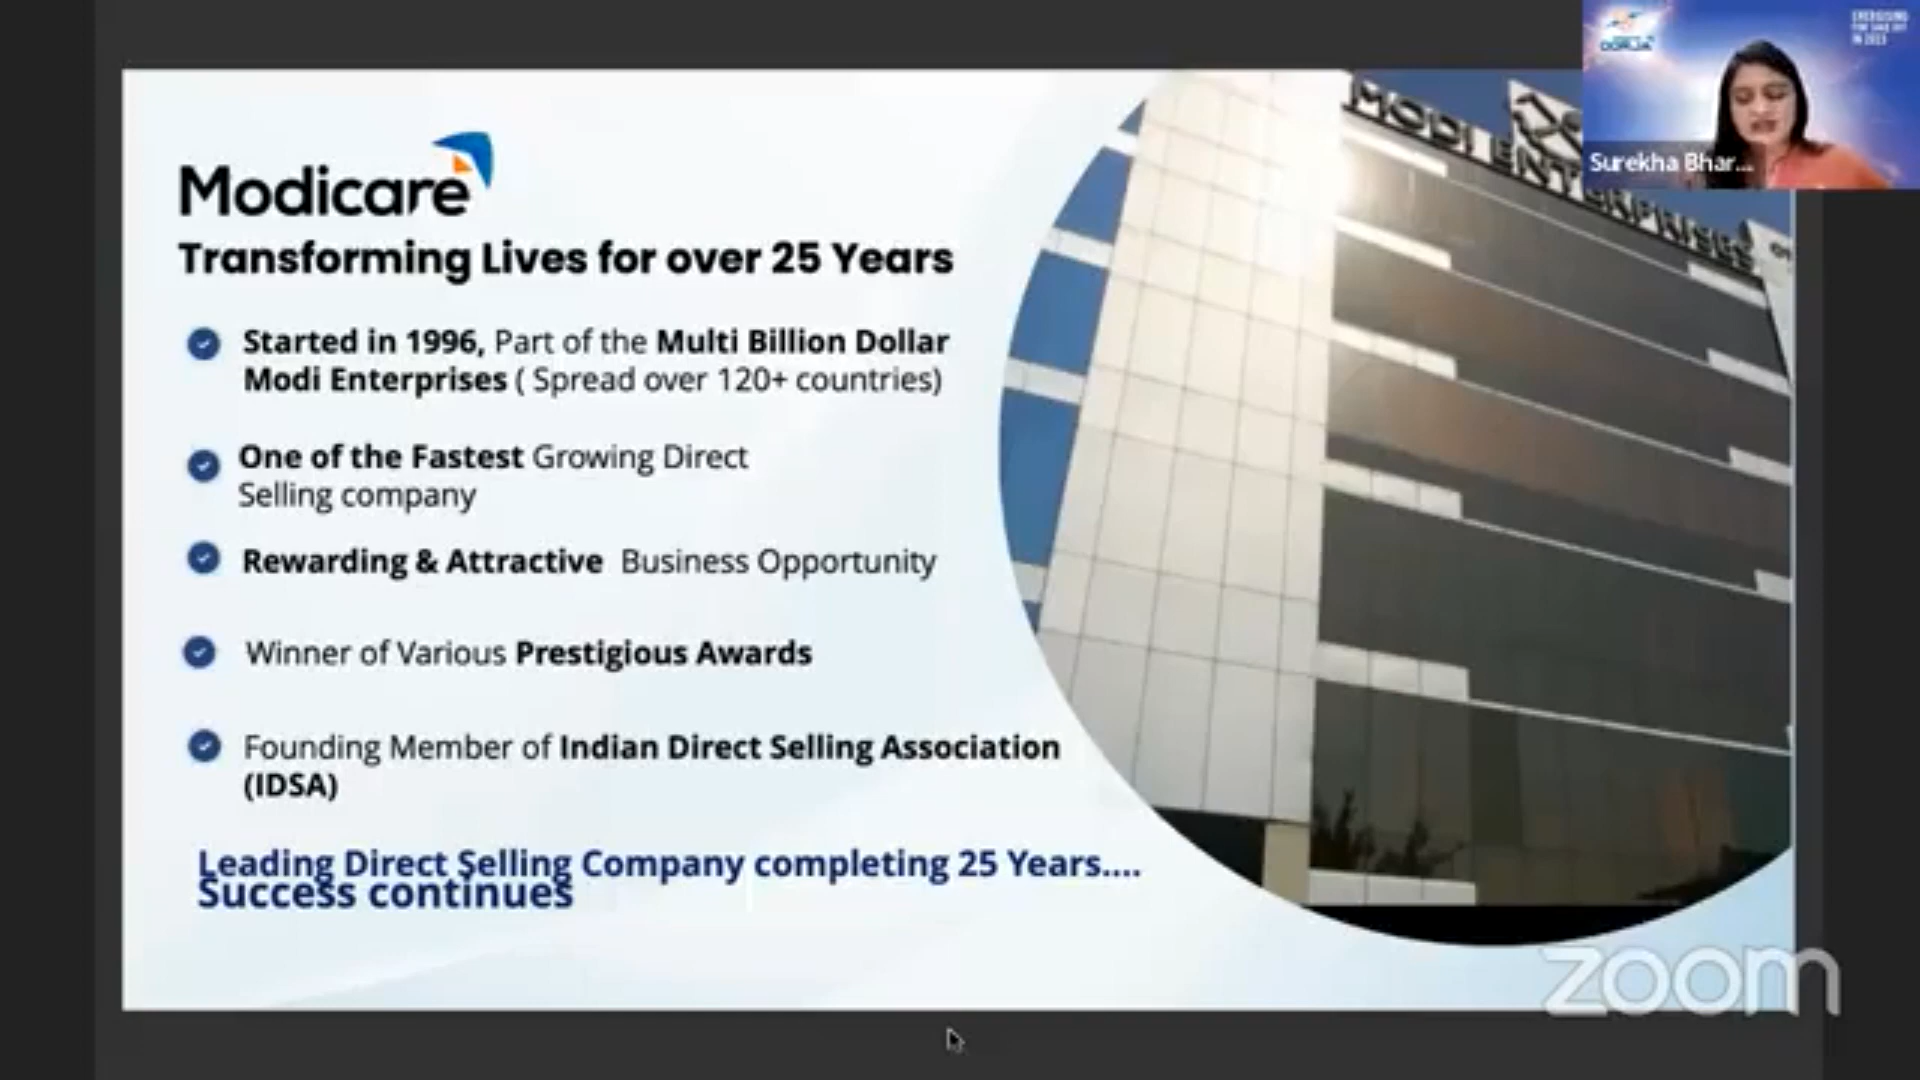 Modicare
Transforming Lives for over 25 Years
Started in 1996, Part of the Multi Billion Dollar
Modi Enterprises ( Spread over 120+ countries)
One of the Fastest Growing Direct
Selling company
Rewarding & Attractive Business Opportunity
Winner of Various Prestigious Awards
Founding Member of Indian Direct Selling Association
(IDSA)
Leading Direct Selling Company completing 25 Years....
Success continues
MODI ENTERPRISES
Surekha Bhar...
zoom